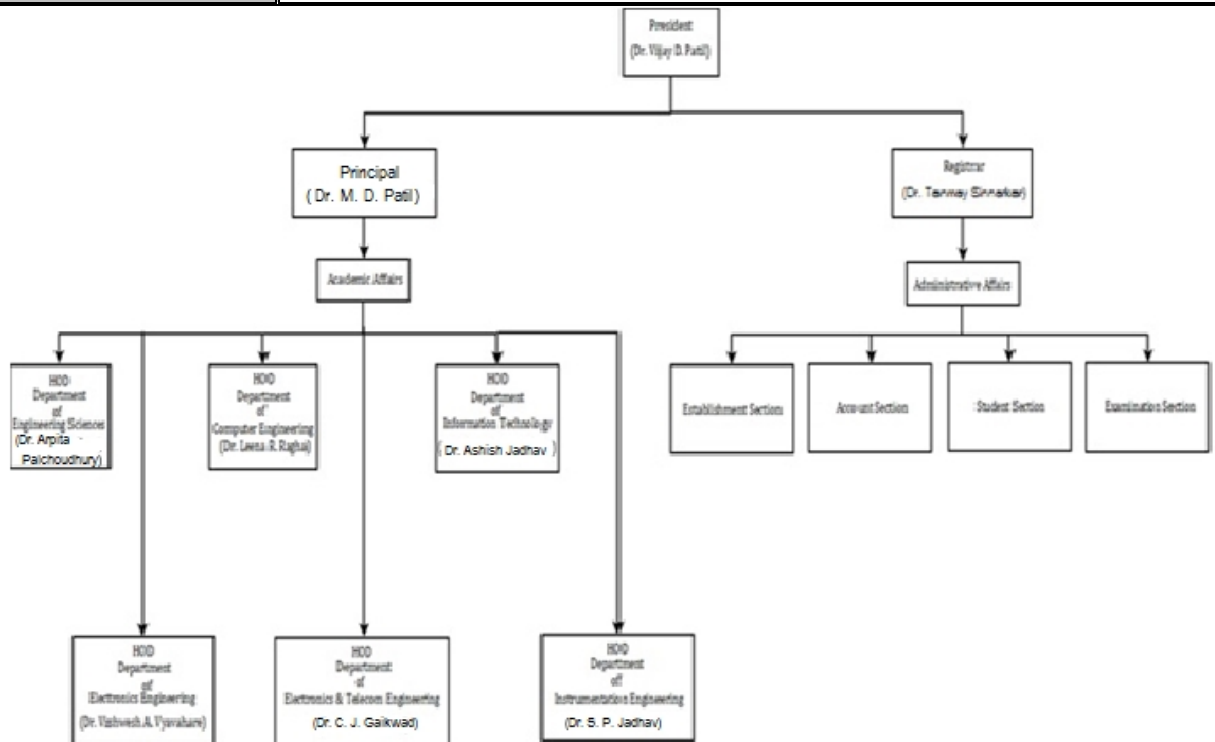 President
(Dr. Vijay D. Patil)
Principal
( Dr. M. D. Patil)
Registrar
(Dr. Tanmay Sinnarkar)
Academic Affairs
Administrative Affairs
HOD
Department
of
Engineering Sciences
(Dr. Arpita
Palchoudhury)
HOD
Department
of
Computer Engineering
(Dr. Leena R. Ragha)
HOD
Department
of
Information Technology
( Dr. Ashish Jadhav )
Establishment Section
Account Section
Student Section
Examination Section
HOD
Department
of
Electronics Engineering
(Dr. Vishwesh A. Vyawahare)
HOD
Department
of
Electronics & Telecom Engineering
(Dr. C. J. Gaikwad)
HOD
Department
of
Instrumentation Engineering
(Dr. S. P. Jadhav)